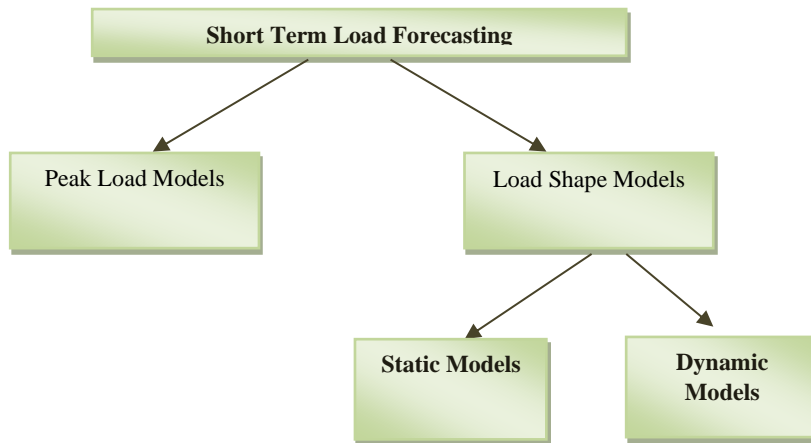 Short Term Load Forecasting
Peak Load Models
Load Shape Models
Static Models
Dynamic
Models